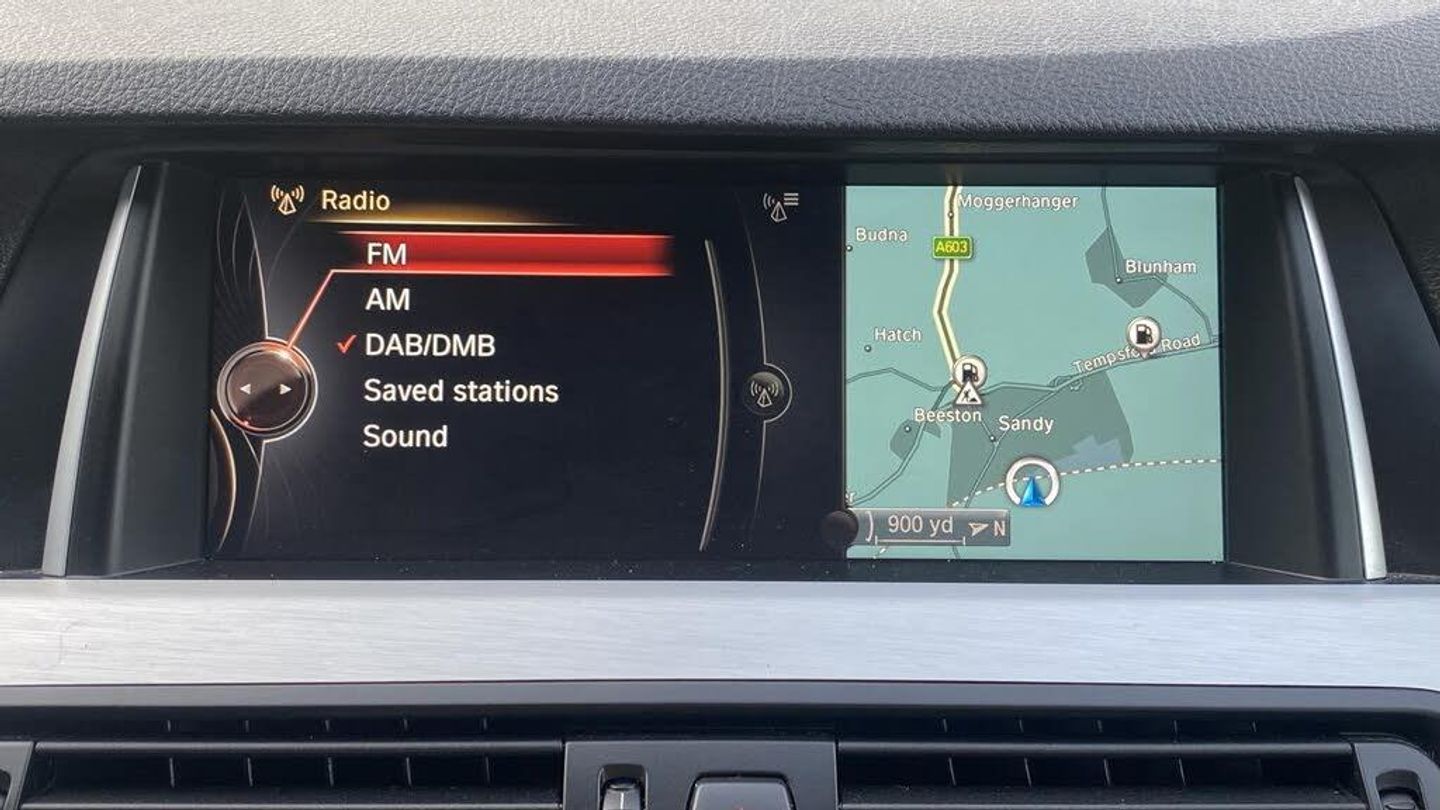 Radio
FM
AM
DAB/DMB
Saved stations
Sound
Moggerhanger
Budna
A603
Blunham
Hatch
Tempsford Road
Beeston
Sandy
900 yd
N